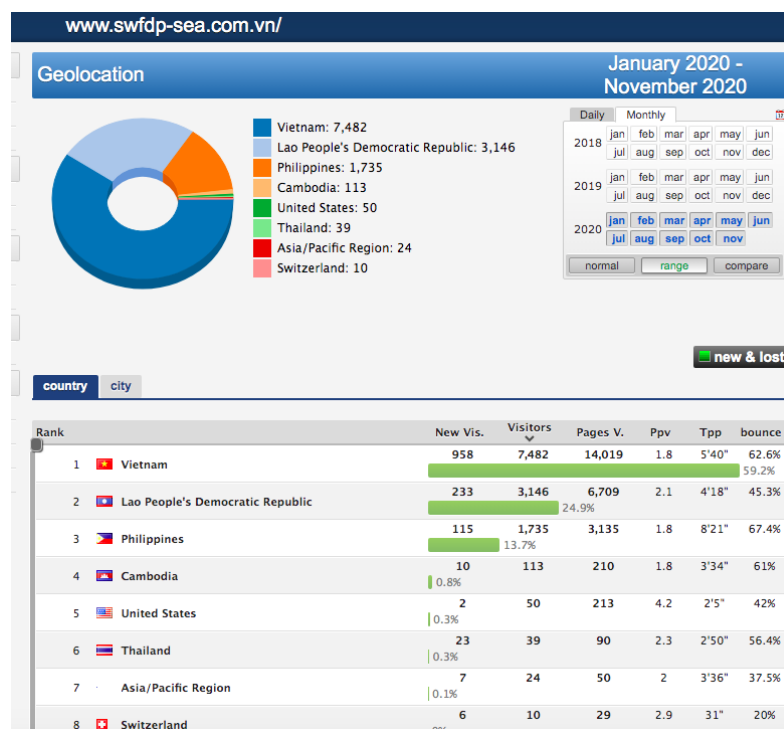 www.swfdp-sea.com.vn/
Geolocation
January 2020 -
November 2020
Vietnam: 7,482
Lao People's Democratic Republic: 3,146
Philippines: 1,735
Cambodia: 113
United States: 50
Thailand: 39
Asia/Pacific Region: 24
Switzerland: 10
Daily Monthly
2018 jan feb mar apr may jun
jul aug sep oct nov dec
2019 jan feb mar apr may jun
jul aug sep oct nov dec
2020 jan feb mar apr may jun
jul aug sep oct nov
normal range compare
new & lost
country city
Rank New Vis. Visitors Pages V. Ppv Tpp bounce
1 Vietnam 958 7,482 14,019 1.8 5'40" 62.6%
59.2%
2 Lao People's Democratic Republic 233 3,146 6,709 2.1 4'18" 45.3%
24.9%
3 Philippines 115 1,735 3,135 1.8 8'21" 67.4%
13.7%
4 Cambodia 10 113 210 1.8 3'34" 61%
0.8%
5 United States 2 50 213 4.2 2'5" 42%
0.3%
6 Thailand 23 39 90 2.3 2'50" 56.4%
0.3%
7 Asia/Pacific Region 7 24 50 2 3'36" 37.5%
0.1%
8 Switzerland 6 10 29 2.9 31" 20%